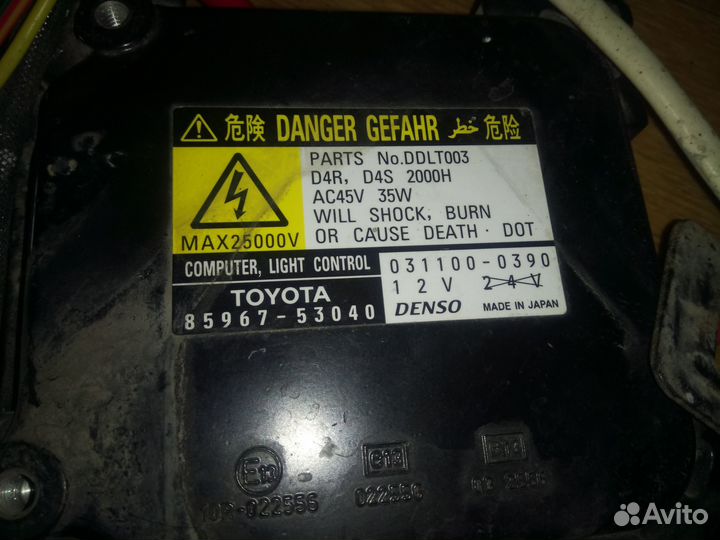 危険 DANGER GEFAHR خطر 危险
PARTS No.DDLT003
D4R, D4S 2000H
AC45V 35W
WILL SHOCK, BURN
OR CAUSE DEATH· DOT
MAX25000V
COMPUTER, LIGHT CONTROL
031100-0390
12V 24V
TOYOTA
85967-53040
DENSO MADE IN JAPAN
E13
022556
Avito